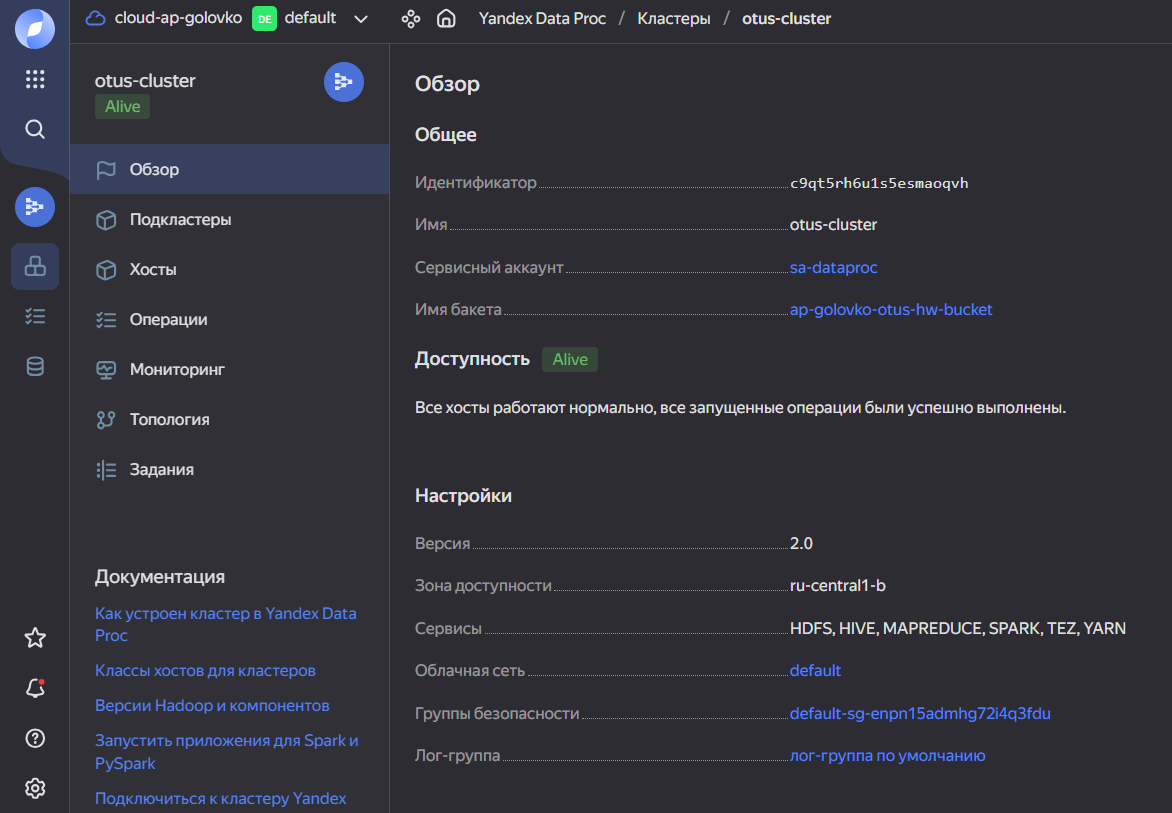 cloud-ap-golovko DE default
Yandex Data Proc / Кластеры / otus-cluster
otus-cluster
Alive
Обзор
Подкластеры
Хосты
Операции
Мониторинг
Топология
Задания
Документация
Как устроен кластер в Yandex Data
Proc
Классы хостов для кластеров
Версии Hadoop и компонентов
Запустить приложения для Spark и
PySpark
Подключиться к кластеру Yandex
Обзор
Общее
Идентификатор c9qt5rh6u1s5esmaoqvh
Имя otus-cluster
Сервисный аккаунт sa-dataproc
Имя бакета ap-golovko-otus-hw-bucket
Доступность Alive
Все хосты работают нормально, все запущенные операции были успешно выполнены.
Настройки
Версия 2.0
Зона доступности ru-central1-b
Сервисы HDFS, HIVE, MAPREDUCE, SPARK, TEZ, YARN
Облачная сеть default
Группы безопасности default-sg-enpn15admhg72i4q3fdu
Лог-группа лог-группа по умолчанию